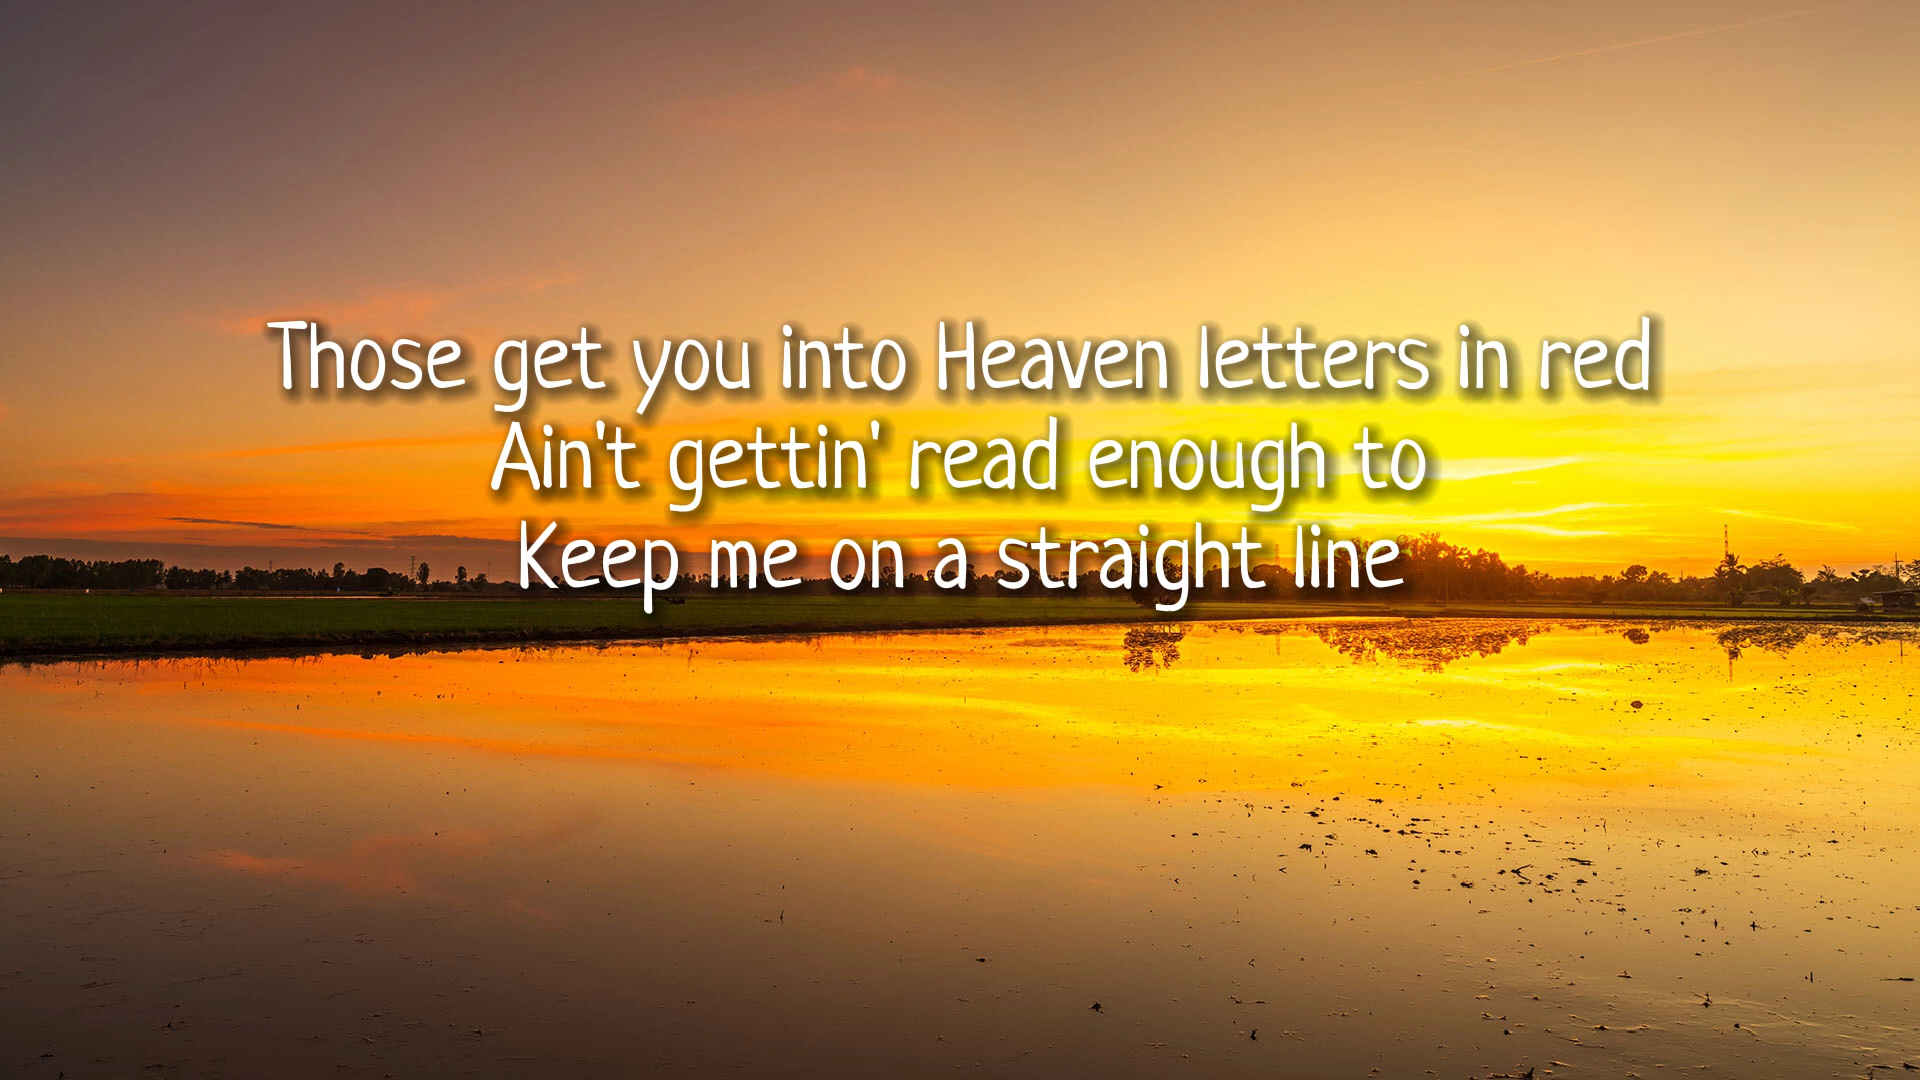 Those get you into Heaven letters in red
Ain't gettin' read enough to
Keep me on a straight line